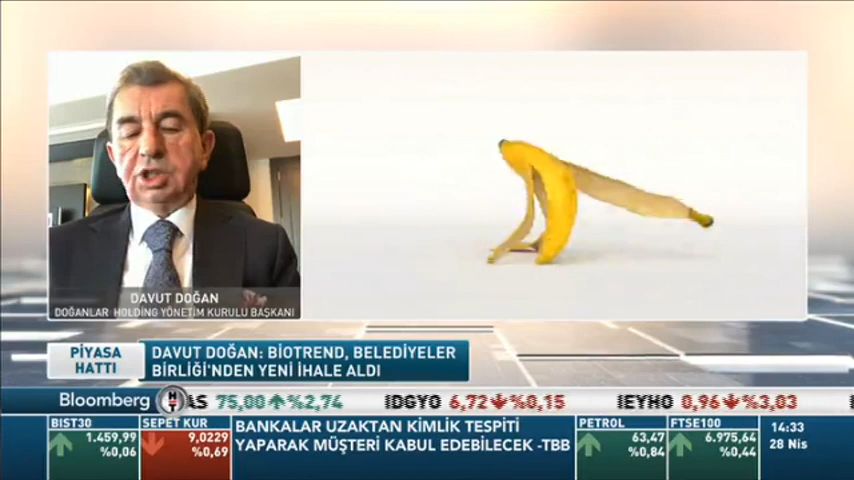 DAVUT DOĞAN
DOĞANLAR HOLDİNG YÖNETİM KURULU BAŞKANI
PİYASA HATTI
DAVUT DOĞAN: BIOTREND, BELEDİYELER
BİRLİĞİ'NDEN YENİ İHALE ALDI
Bloomberg HT
AS 75,00 %2,74 IDGYO 6,72 %0,15 IEYHO 0,96 %3,03
BIST30
1.459,99
%0,06
SEPET KUR
9,0229
%0,69
BANKALAR UZAKTAN KİMLİK TESPİTİ
YAPARAK MÜŞTERİ KABUL EDEBİLECEK -TBB
PETROL
63,47
%0,84
FTSE100
6.975,64
%0,44
14:33
28 Nis